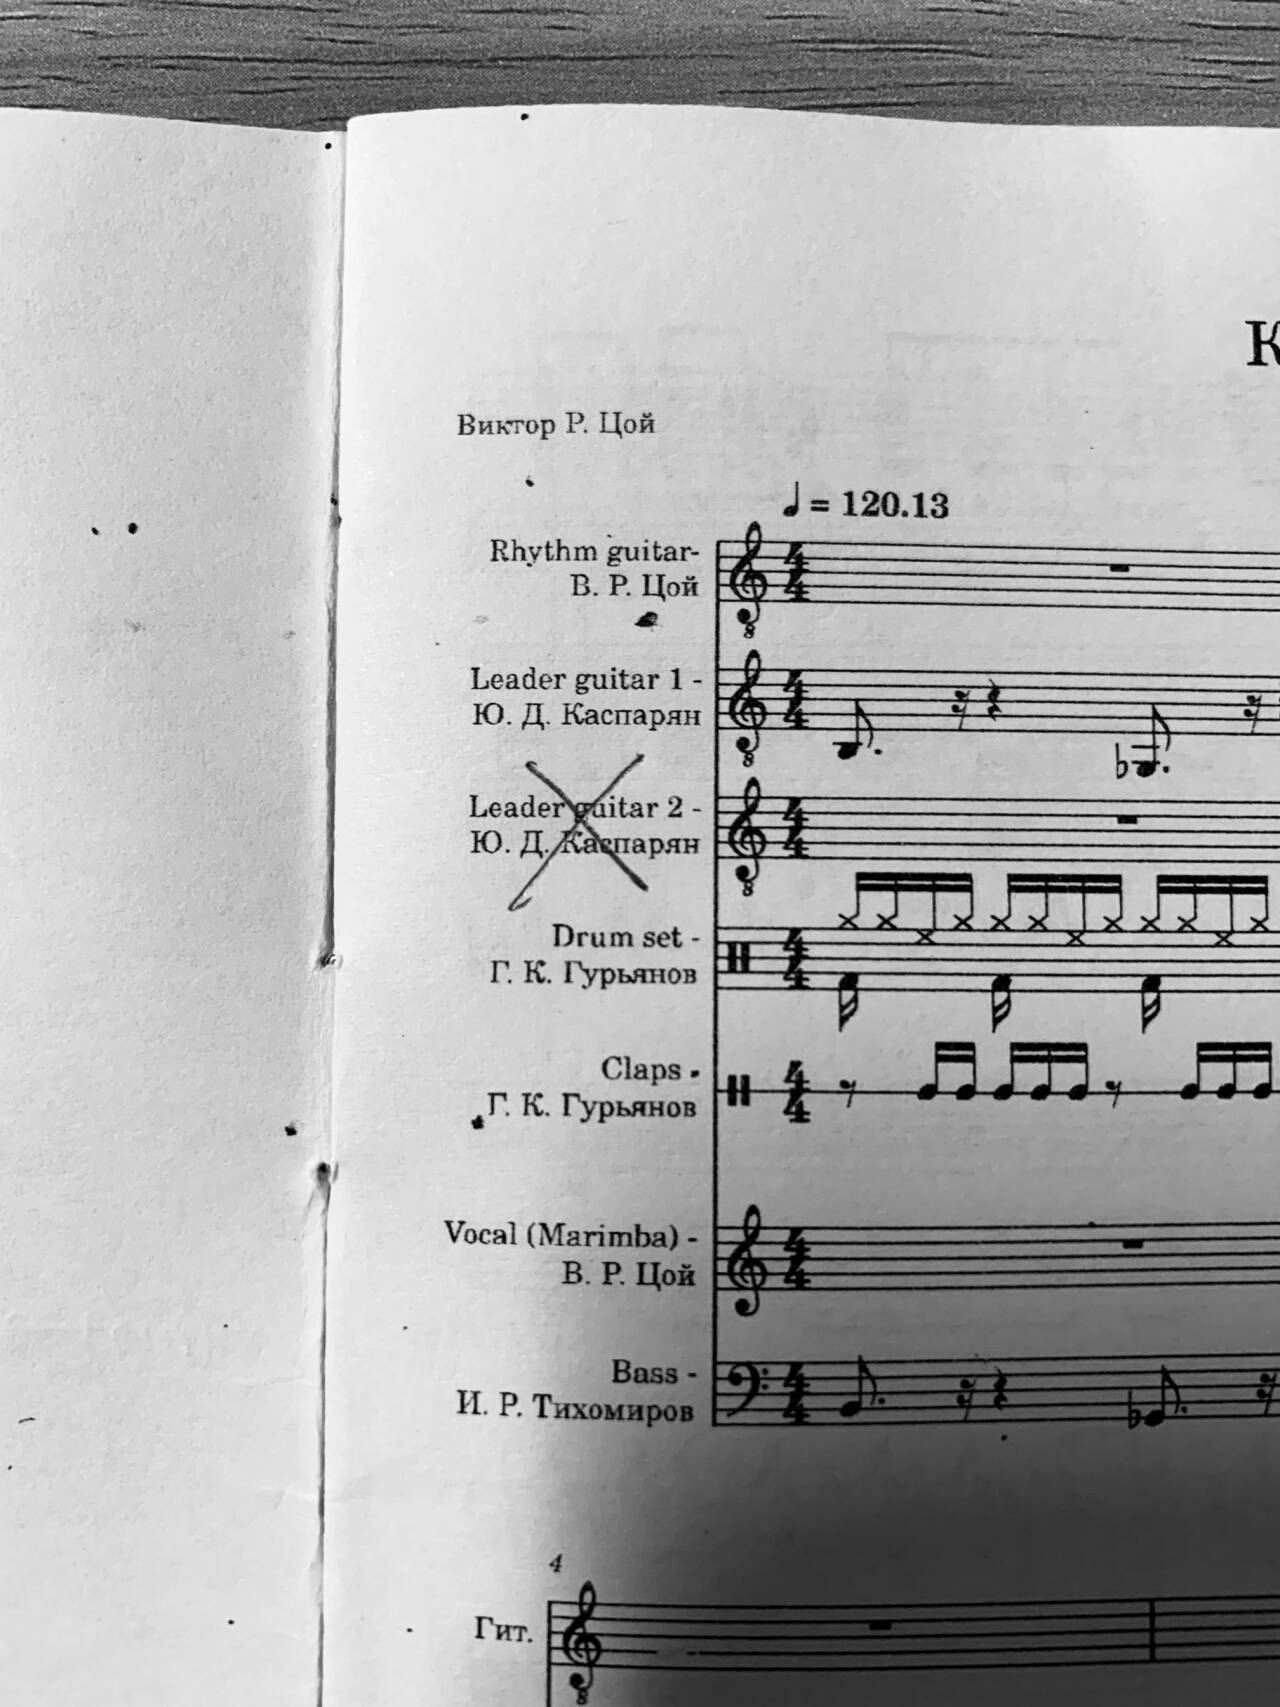 К
Виктор Р. Цой
♩ = 120.13
Rhythm guitar-
В. Р. Цой
Leader guitar 1 -
Ю. Д. Каспарян
Leader guitar 2 -
Ю. Д. Каспарян
Drum set -
Г. К. Гурьянов
Claps -
Г. К. Гурьянов
Vocal (Marimba) -
В. Р. Цой
Bass -
И. Р. Тихомиров
4
Гит.